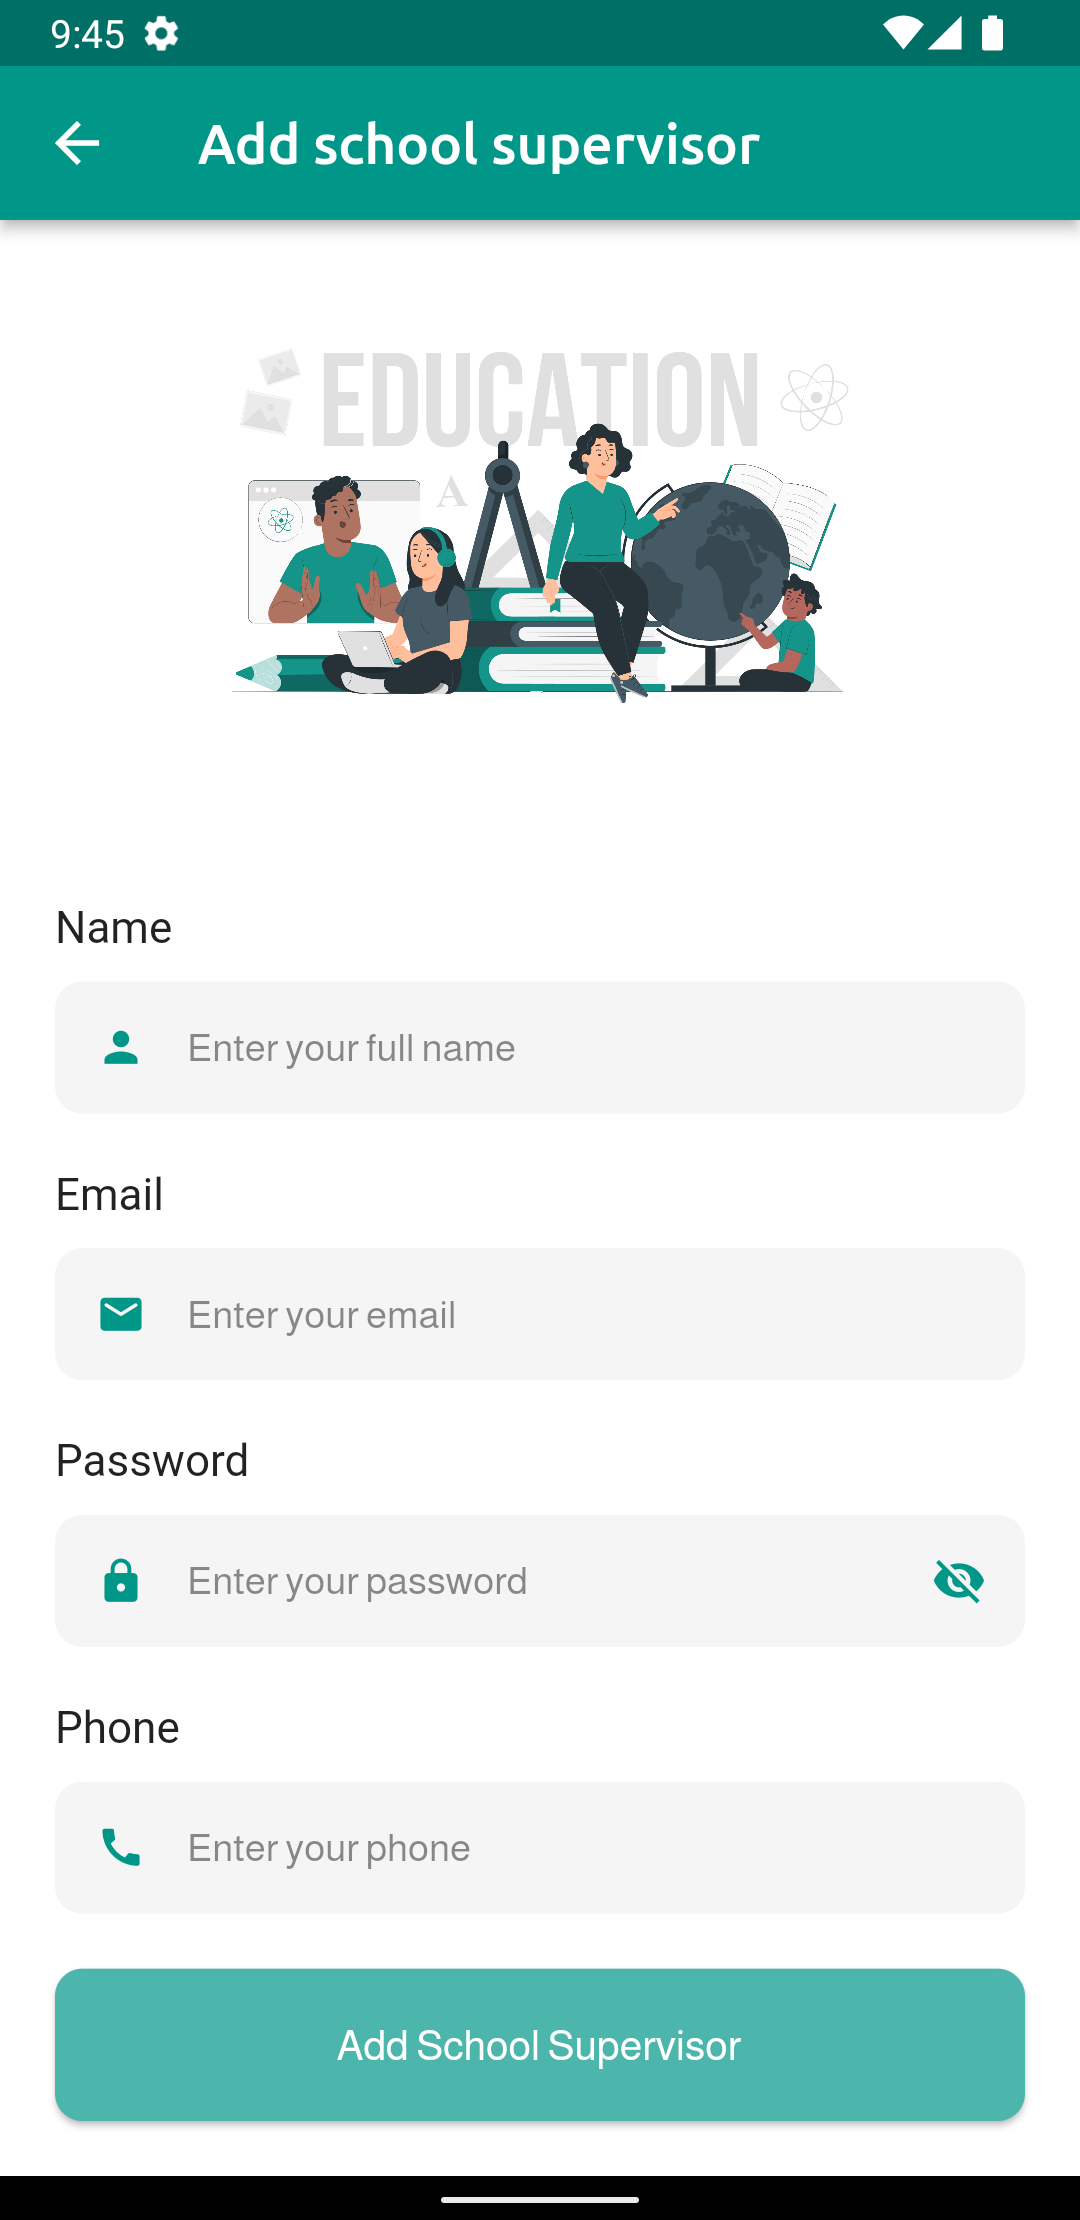 9:45
Add school supervisor
EDUCATION
A
Name
Enter your full name
Email
Enter your email
Password
Enter your password
Phone
Enter your phone
Add School Supervisor